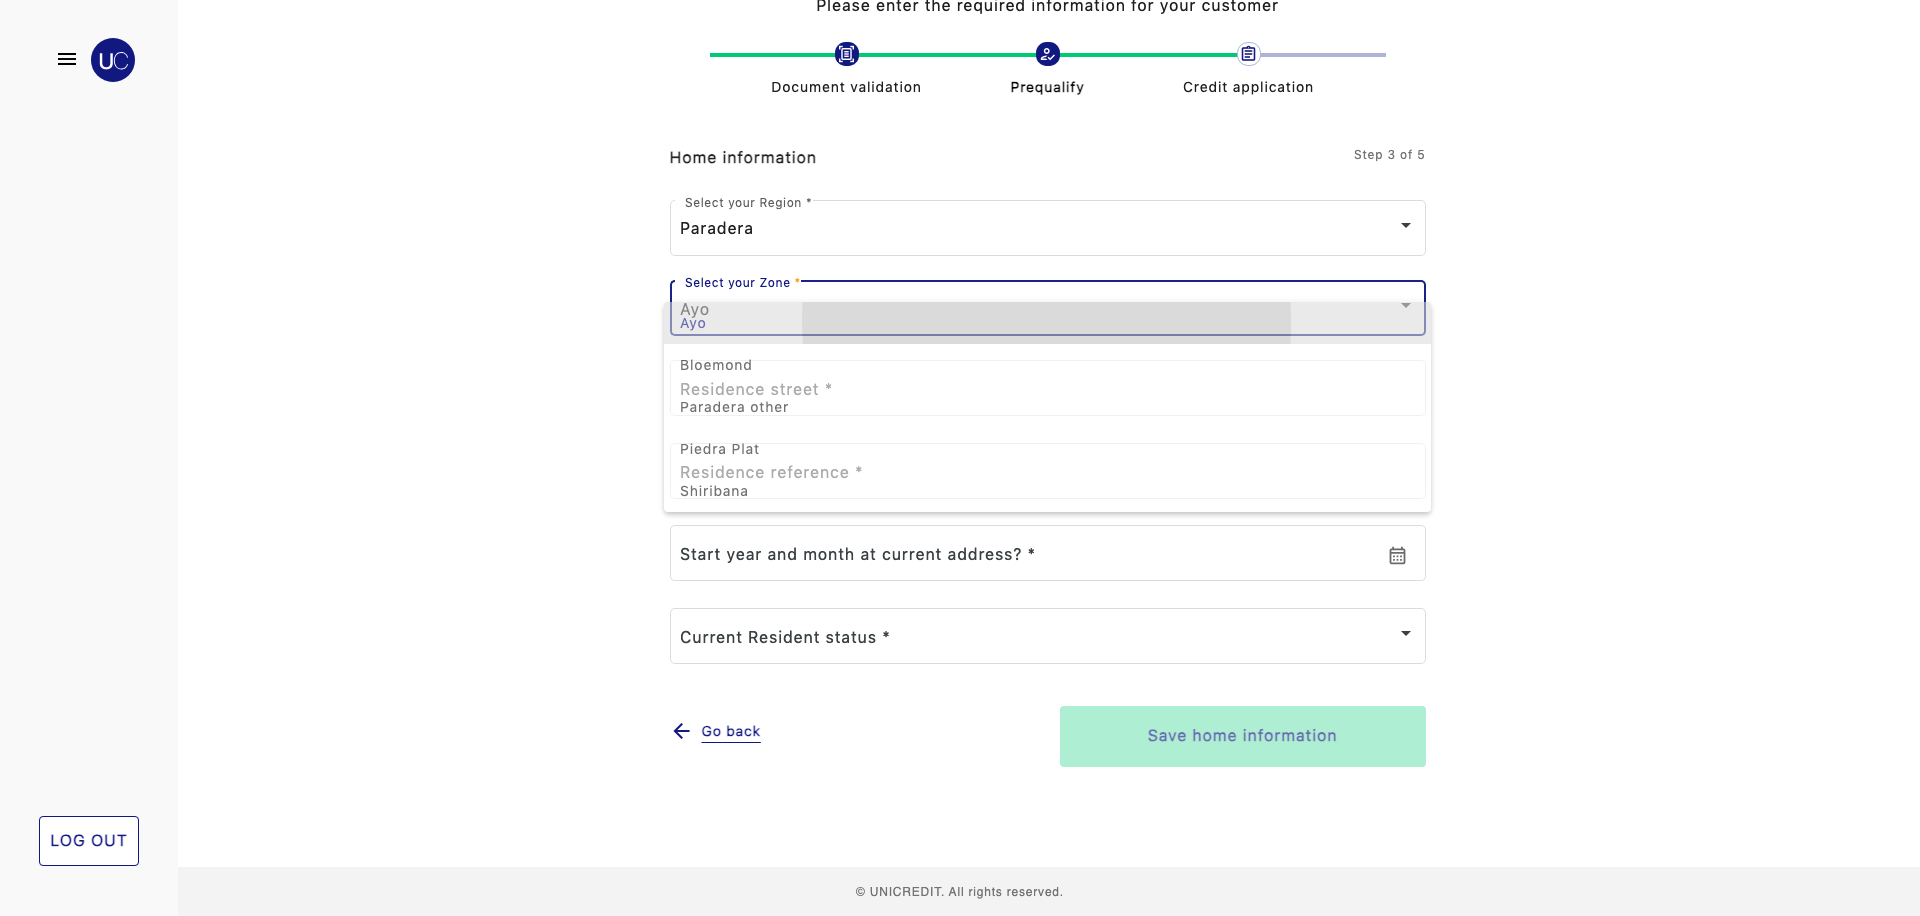 Please enter the required information for your customer
UC
Document validation
Prequalify
Credit application
Home information
Step 3 of 5
Select your Region *
Paradera
Select your Zone *
Ayo
Ayo
Bloemond
Residence street *
Paradera other
Piedra Plat
Residence reference *
Shiribana
Start year and month at current address? *
Current Resident status *
Go back
Save home information
LOG OUT
© UNICREDIT. All rights reserved.